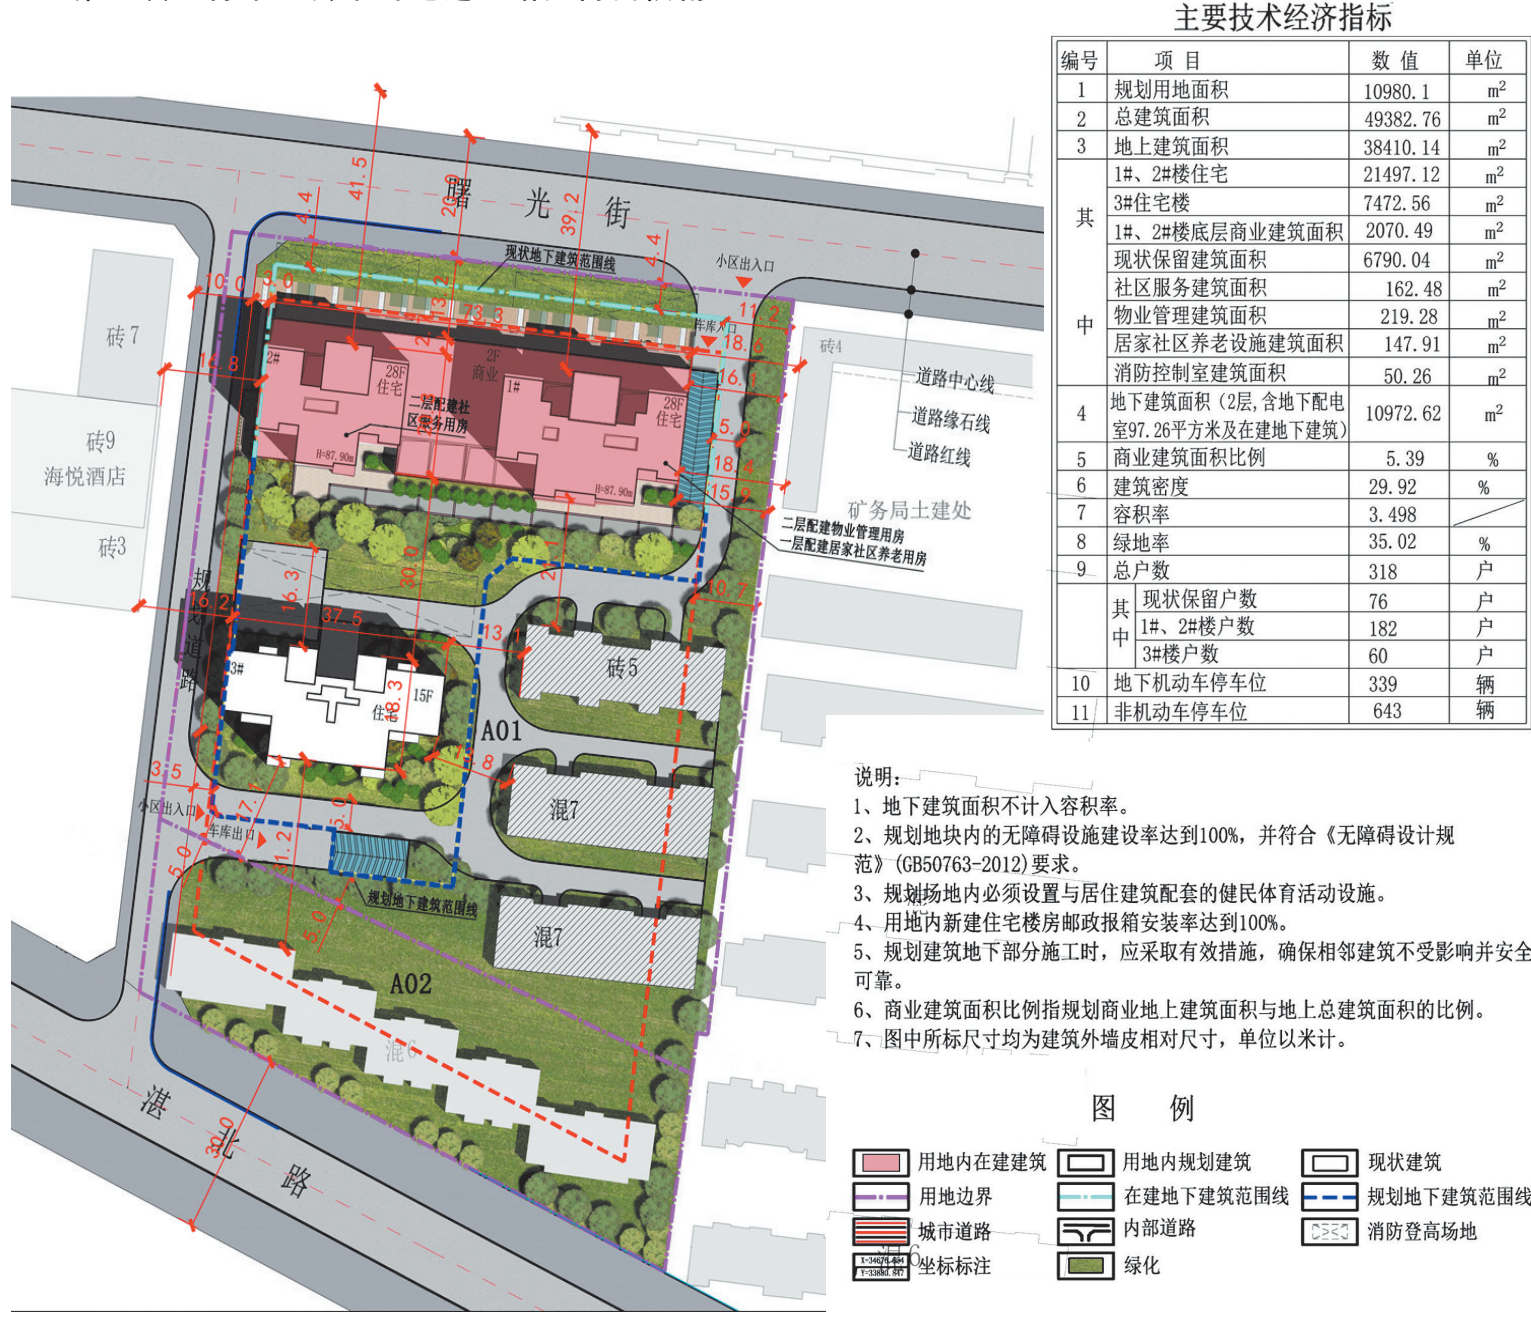 主要技术经济指标
编号 项 目 数 值 单位
1 规划用地面积 10980.1 m²
2 总建筑面积 49382.76 m²
3 地上建筑面积 38410.14 m²
其中
1#、2#楼住宅 21497.12 m²
3#住宅楼 7472.56 m²
1#、2#楼底层商业建筑面积 2070.49 m²
现状保留建筑面积 6790.04 m²
社区服务建筑面积 162.48 m²
物业管理建筑面积 219.28 m²
居家社区养老设施建筑面积 147.91 m²
消防控制室建筑面积 50.26 m²
4 地下建筑面积（2层,含地下配电
室97.26平方米及在建地下建筑） 10972.62 m²
5 商业建筑面积比例 5.39 %
6 建筑密度 29.92 %
7 容积率 3.498
8 绿地率 35.02 %
9 总户数 318 户
其中
现状保留户数 76 户
1#、2#楼户数 182 户
3#楼户数 60 户
10 地下机动车停车位 339 辆
11 非机动车停车位 643 辆
41.5
20.0
39.2
曙 光 街
4.4
4.4
现状地下建筑范围线
小区出入口
10.0
3.0
13.2
73.3
11.2
车库入口
18.6
砖7
砖4
14.8
2#
28F
住宅
2F
商业
1#
28F
住宅
16.1
道路中心线
道路缘石线
道路红线
二层配建社
区服务用房
5.0
砖9
海悦酒店
H=87.90m
H=87.90m
18.4
15.9
矿务局土建处
二层配建物业管理用房
一层配建居家社区养老用房
砖3
30.0
21.1
规划道路
16.3
16.2
37.5
13.1
10.7
3#
15F
住宅
18.3
砖5
A01
3.5
小区出入口
17.1
车库出口
5.0
31.2
混7
5.0
规划地下建筑范围线
5.0
混7
A02
混6
湛 北 路
30.0
说明：
1、地下建筑面积不计入容积率。
2、规划地块内的无障碍设施建设率达到100%，并符合《无障碍设计规
范》(GB50763-2012)要求。
3、规划场地内必须设置与居住建筑配套的健民体育活动设施。
4、用地内新建住宅楼房邮政报箱安装率达到100%。
5、规划建筑地下部分施工时，应采取有效措施，确保相邻建筑不受影响并安全
可靠。
6、商业建筑面积比例指规划商业地上建筑面积与地上总建筑面积的比例。
7、图中所标尺寸均为建筑外墙皮相对尺寸，单位以米计。
图 例
用地内在建建筑 用地内规划建筑 现状建筑
用地边界 在建地下建筑范围线 规划地下建筑范围线
城市道路 内部道路 消防登高场地
坐标标注 绿化